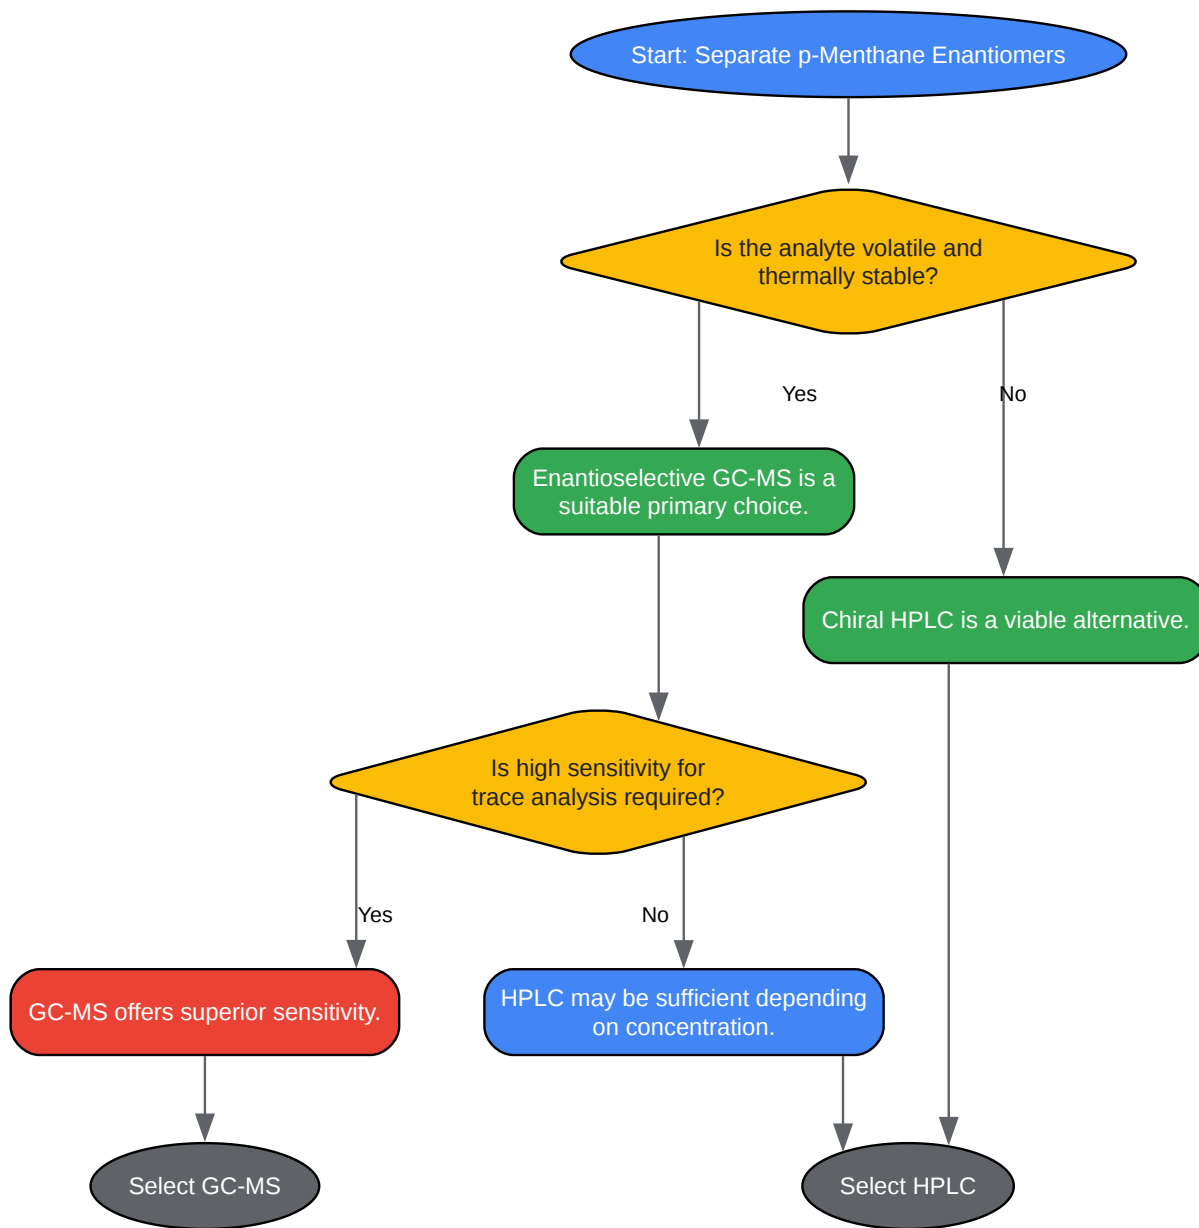 Start: Separate p-Menthane Enantiomers
Is the analyte volatile and
thermally stable?
Yes
No
Enantioselective GC-MS is a
suitable primary choice.
Chiral HPLC is a viable alternative.
Is high sensitivity for
trace analysis required?
Yes
No
GC-MS offers superior sensitivity.
HPLC may be sufficient depending
on concentration.
Select GC-MS
Select HPLC